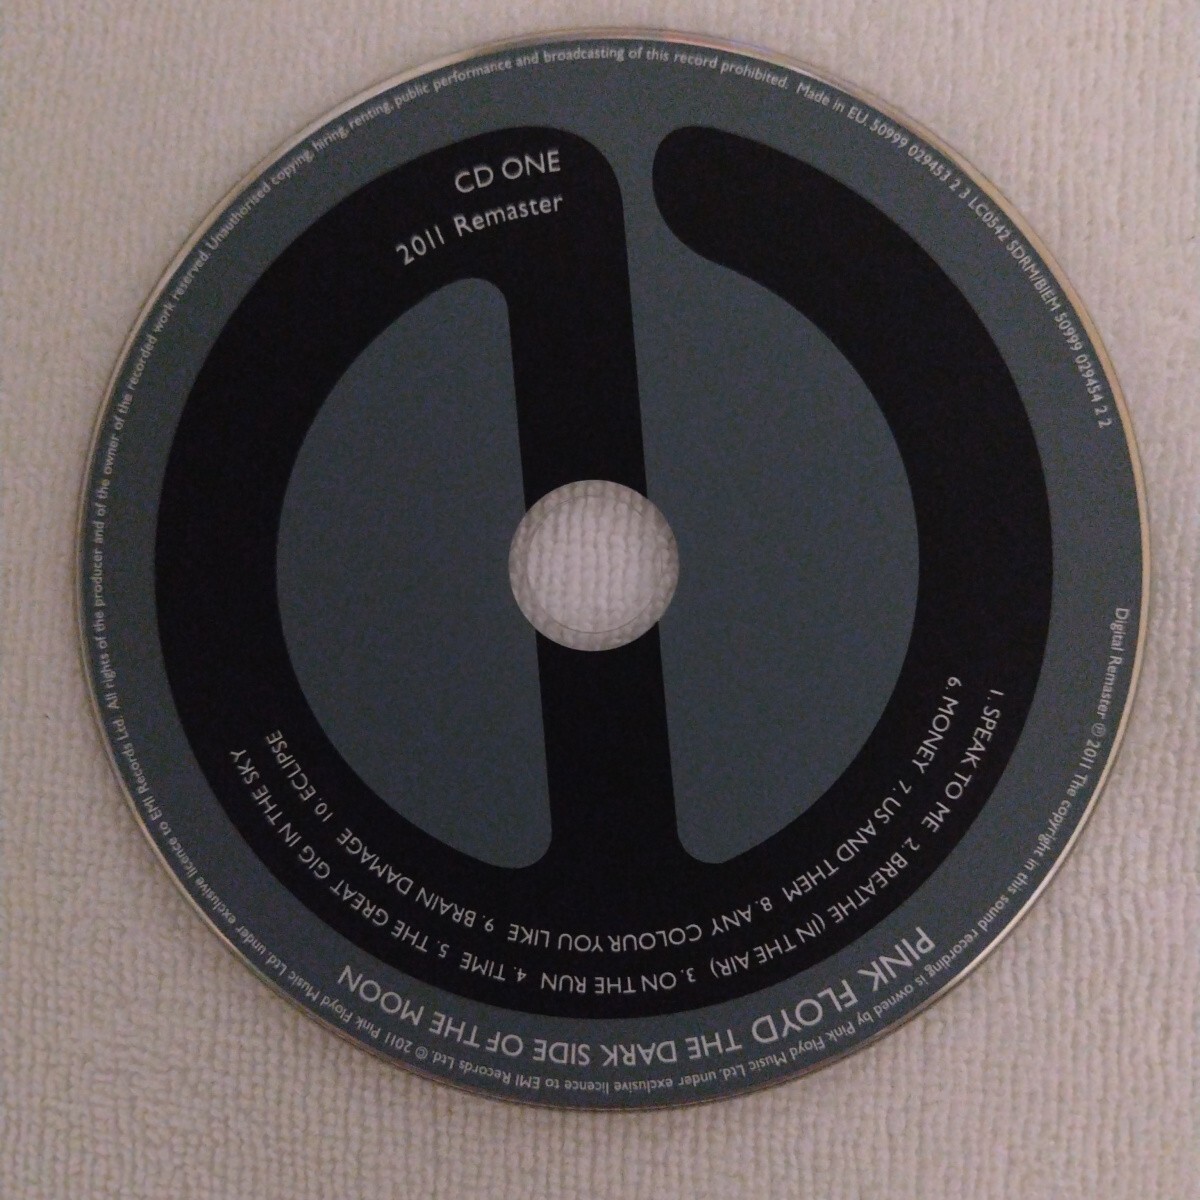 CD ONE
2011 Remaster
PINK FLOYD THE DARK SIDE OF THE MOON
1. SPEAK TO ME 2. BREATHE (IN THE AIR) 3. ON THE RUN 4. TIME 5. THE GREAT GIG IN THE SKY
6. MONEY 7. US AND THEM 8. ANY COLOUR YOU LIKE 9. BRAIN DAMAGE 10. ECLIPSE
Digital Remaster ℗ 2011 The copyright in this sound recording is owned by Pink Floyd Music Ltd. under exclusive licence to EMI Records Ltd. © 2011 Pink Floyd Music Ltd. under exclusive licence to EMI Records Ltd. All rights of the producer and of the owner of the recorded work reserved. Unauthorised copying, hiring, renting, public performance and broadcasting of this record prohibited. Made in EU. 50999 029453 2 3 LC0542 SDRM/BIEM 50999 029454 2 2